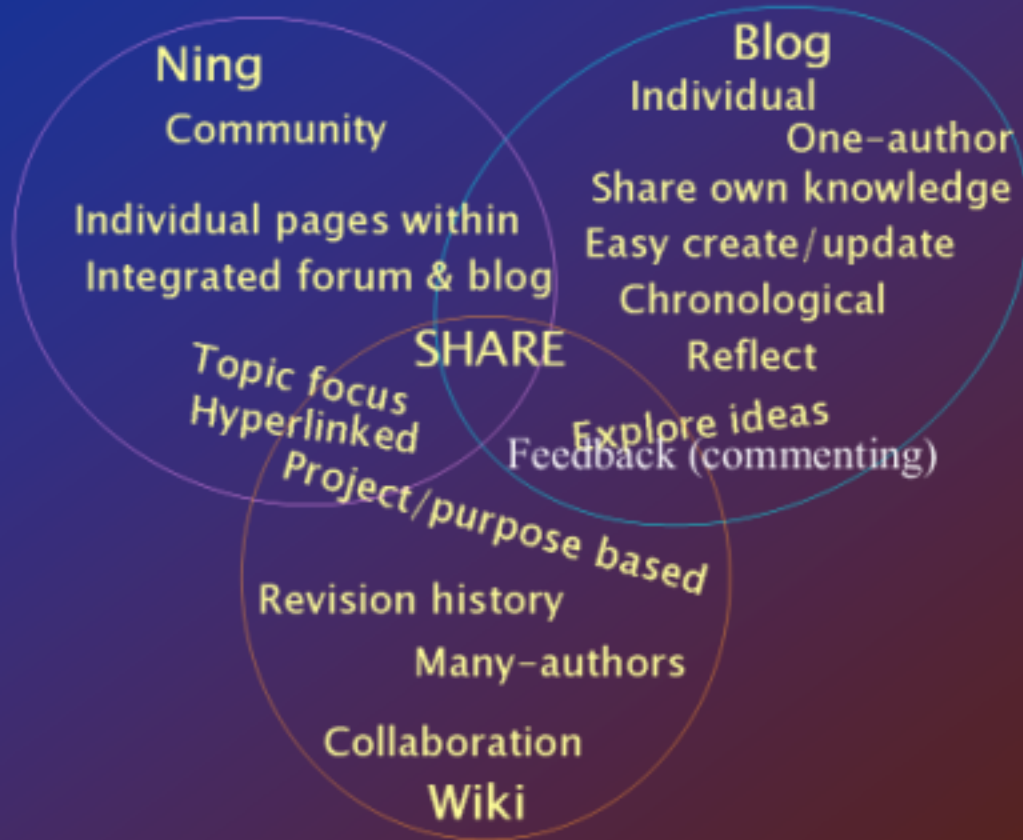 Ning
Community
Individual pages within
Integrated forum & blog
Blog
Individual
One-author
Share own knowledge
Easy create/update
Chronological
Reflect
SHARE
Topic focus
Hyperlinked
Project/purpose based
Explore ideas
Feedback (commenting)
Revision history
Many-authors
Collaboration
Wiki